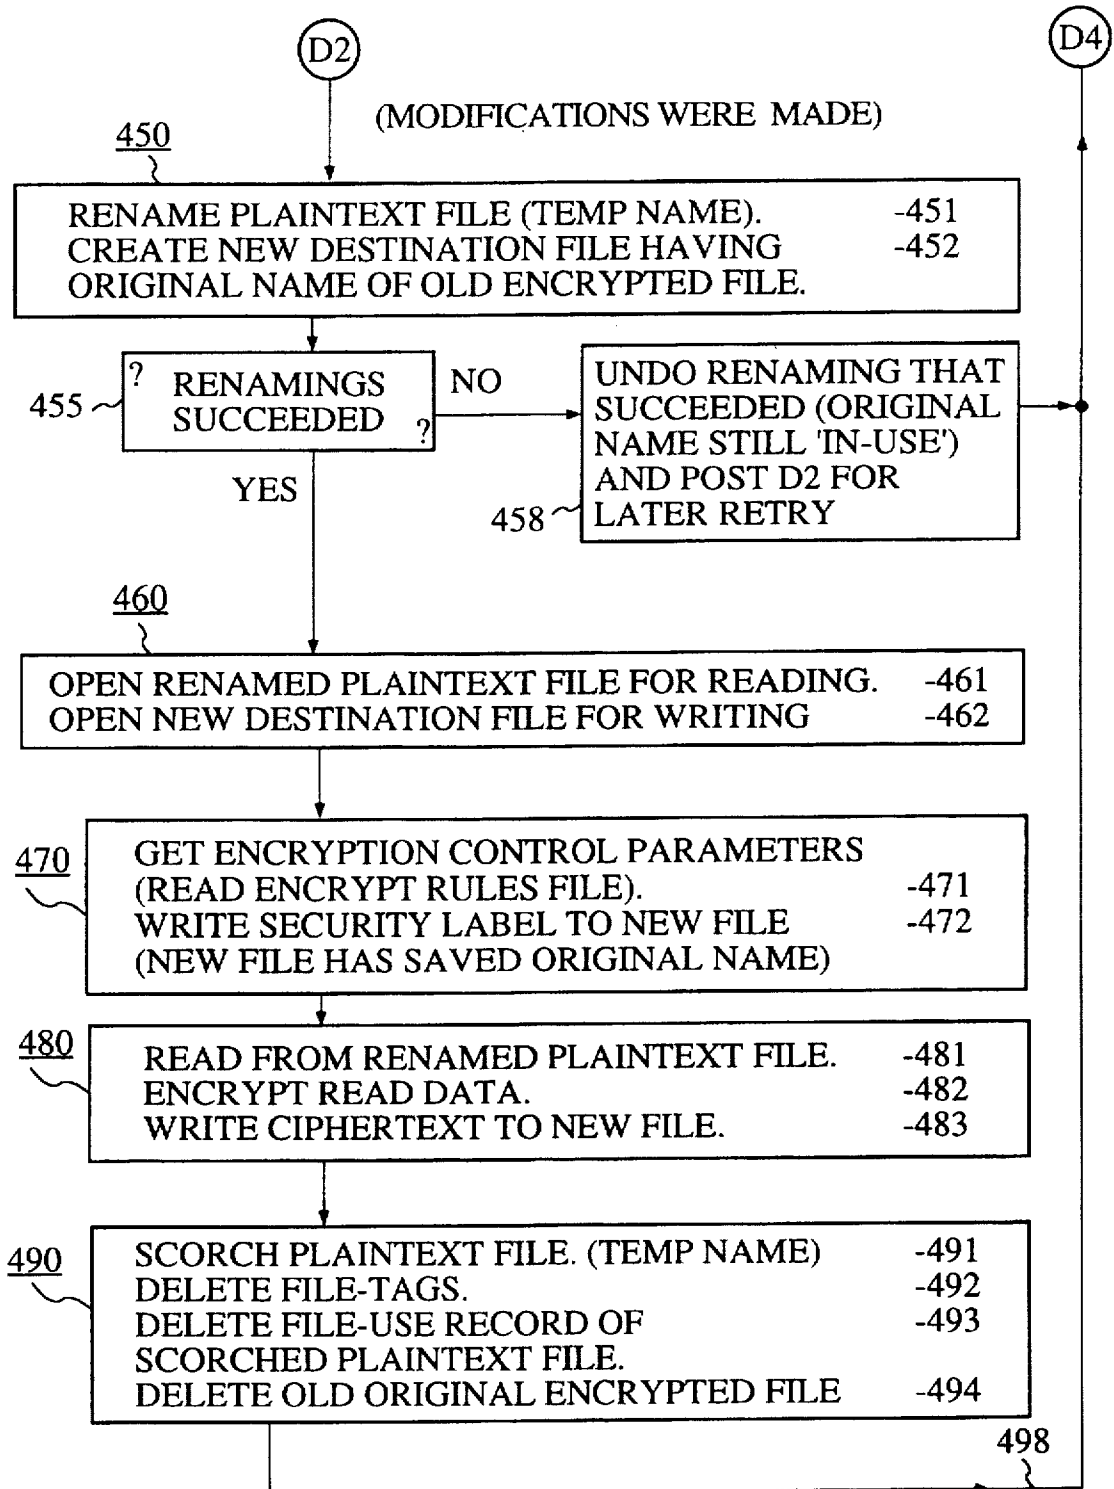 D2
D4
(MODIFICATIONS WERE MADE)
450
RENAME PLAINTEXT FILE (TEMP NAME). -451
CREATE NEW DESTINATION FILE HAVING -452
ORIGINAL NAME OF OLD ENCRYPTED FILE.
455
? RENAMINGS
SUCCEEDED ?
NO
YES
UNDO RENAMING THAT
SUCCEEDED (ORIGINAL
NAME STILL 'IN-USE')
AND POST D2 FOR
LATER RETRY
458
460
OPEN RENAMED PLAINTEXT FILE FOR READING. -461
OPEN NEW DESTINATION FILE FOR WRITING -462
470
GET ENCRYPTION CONTROL PARAMETERS
(READ ENCRYPT RULES FILE). -471
WRITE SECURITY LABEL TO NEW FILE -472
(NEW FILE HAS SAVED ORIGINAL NAME)
480
READ FROM RENAMED PLAINTEXT FILE. -481
ENCRYPT READ DATA. -482
WRITE CIPHERTEXT TO NEW FILE. -483
490
SCORCH PLAINTEXT FILE. (TEMP NAME) -491
DELETE FILE-TAGS. -492
DELETE FILE-USE RECORD OF -493
SCORCHED PLAINTEXT FILE.
DELETE OLD ORIGINAL ENCRYPTED FILE -494
498